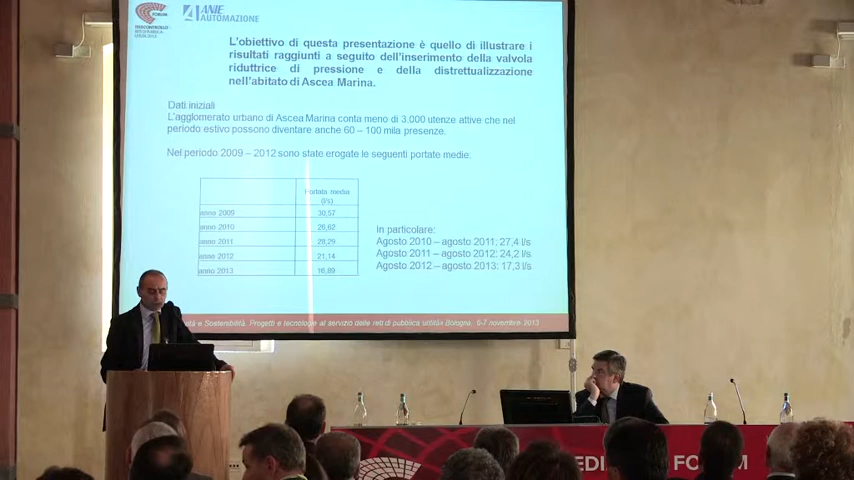 FORUM
TELECONTROLLO
ANIE
AUTOMAZIONE
L'obiettivo di questa presentazione è quello di illustrare i
risultati raggiunti a seguito dell'inserimento della valvola
riduttrice di pressione e della distrettualizzazione
nell'abitato di Ascea Marina.
Dati iniziali
L'agglomerato urbano di Ascea Marina conta meno di 3.000 utenze attive che nel
periodo estivo possono diventare anche 60 – 100 mila presenze.
Nel periodo 2009 – 2012 sono state erogate le seguenti portate medie:
Portata media
(l/s)
anno 2009 30,57
anno 2010 29,62
anno 2011 28,29
anno 2012 21,14
anno 2013 16,89
In particolare:
Agosto 2010 – agosto 2011: 27,4 l/s
Agosto 2011 – agosto 2012: 24,2 l/s
Agosto 2012 – agosto 2013: 17,3 l/s
e Sostenibilità. Progetti e tecnologie al servizio delle reti di pubblica utilità» Bologna, 6-7 novembre 2013
EDI FORUM